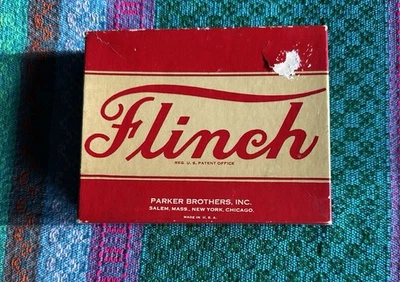 Flinch
REG. U.S. PATENT OFFICE
PARKER BROTHERS, INC.
SALEM, MASS., NEW YORK, CHICAGO.
MADE IN U.S.A.